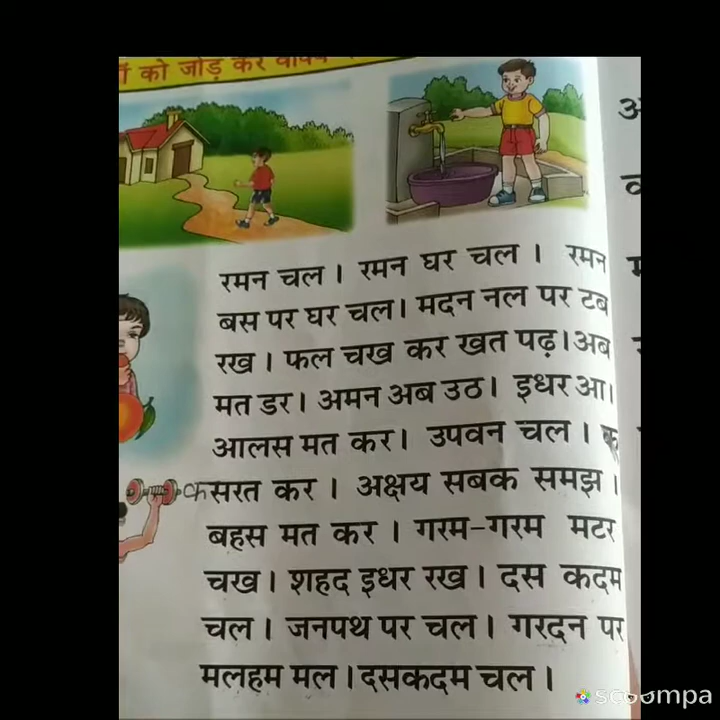 को जोड़ कर
रमन चल। रमन घर चल। रमन
बस पर घर चल। मदन नल पर टब
रख। फल चख कर खत पढ़।अब
मत डर। अमन अब उठ। इधर आ।
आलस मत कर। उपवन चल।
कसरत कर। अक्षय सबक समझ।
बहस मत कर। गरम-गरम मटर
चख। शहद इधर रख। दस कदम
चल। जनपथ पर चल। गरदन पर
मलहम मल।दसकदम चल।
scoompa